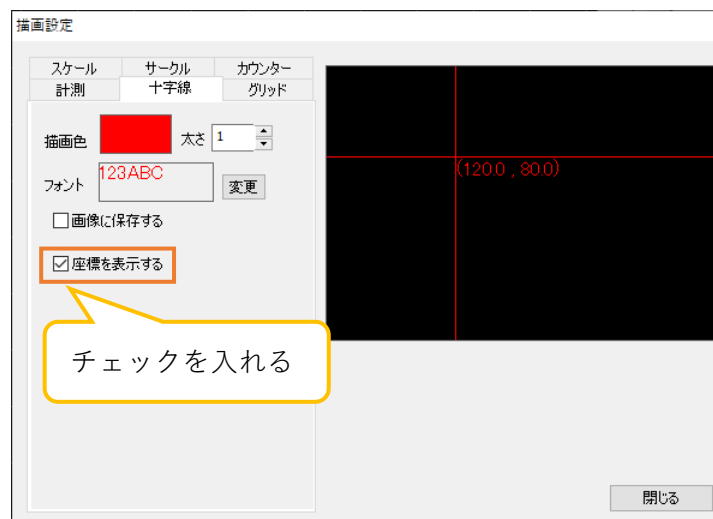 描画設定
スケール サークル カウンター
計測 十字線 グリッド
描画色 太さ 1
フォント 123ABC 変更
画像に保存する
座標を表示する
チェックを入れる
(120.0 , 80.0)
閉じる